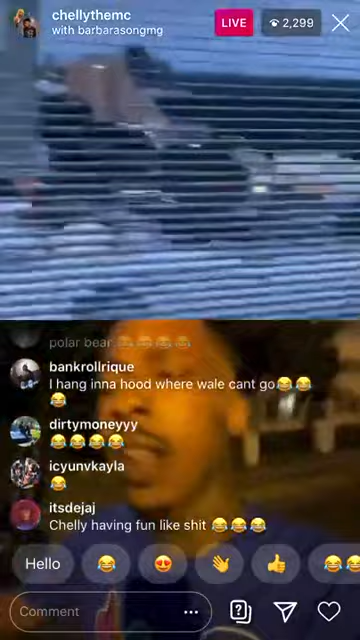 chellythemc
with barbarasongmg
LIVE
2,299
polar bear 😂😂😂😂
bankrollrique
I hang inna hood where wale cant go😂😂
😂
dirtymoneyyy
😂😂😂😂
icyunvkayla
😂
itsdejaj
Chelly having fun like shit 😂😂😂
Hello
Comment